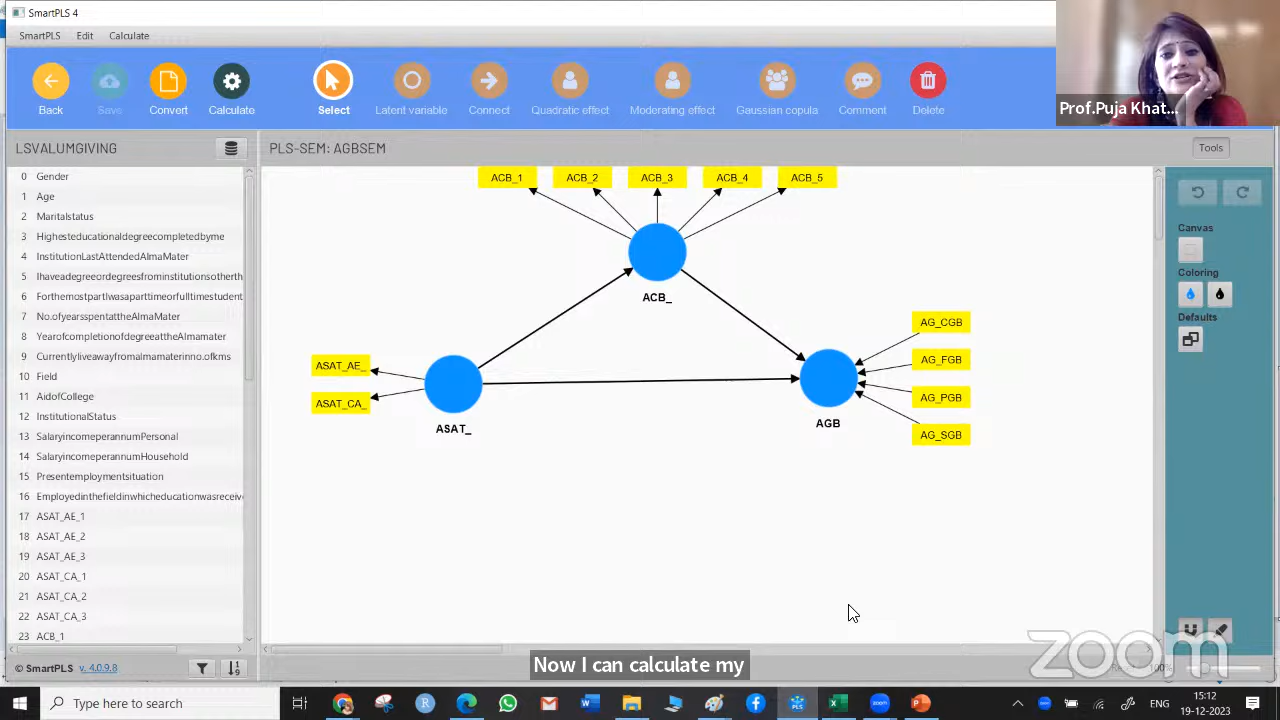 SmartPLS 4
SmartPLS Edit Calculate
Back Save Convert Calculate Select Latent variable Connect Quadratic effect Moderating effect Gaussian copula Comment Delete
Prof.Puja Khat...
LSVALUMGIVING
PLS-SEM: AGBSEM
Tools
0 Gender
1 Age
2 Maritalstatus
3 Highesteducationaldegreecompletedbyme
4 InstitutionLastAttendedAlmaMater
5 Ihaveadegreeordegreesfrominstitutionsotherth
6 ForthemostpartIwasaparttimeorfulltimestudent
7 No.ofyearsspentattheAlmaMater
8 YearofcompletionofdegreeattheAlmamater
9 Currentlyliveawayfromalmamaterinno.ofkms
10 Field
11 AidofCollege
12 InstitutionalStatus
13 SalaryincomeperannumPersonal
14 SalaryincomeperannumHousehold
15 Presentemploymentsituation
16 Employedinthefieldinwhicheducationwasreceive
17 ASAT_AE_1
18 ASAT_AE_2
19 ASAT_AE_3
20 ASAT_CA_1
21 ASAT_CA_2
22 ASAT_CA_3
23 ACB_1
ACB_1 ACB_2 ACB_3 ACB_4 ACB_5
ACB_
ASAT_AE_
ASAT_CA_
ASAT_
AG_CGB
AG_FGB
AG_PGB
AG_SGB
AGB
Canvas
Coloring
Defaults
zoom
Reset 100%
© SmartPLS v. 4.0.9.8
Now I can calculate my
Type here to search
ENG
15:12
19-12-2023